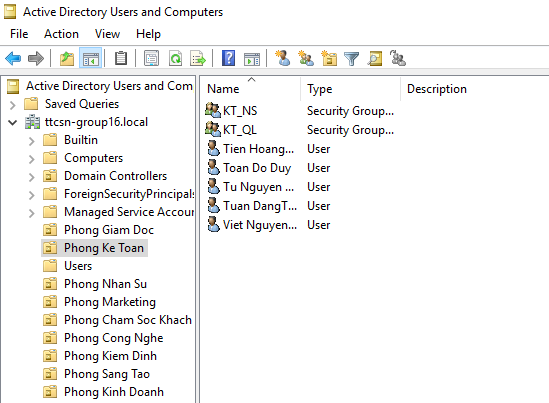 Active Directory Users and Computers
File Action View Help
Active Directory Users and Com
Saved Queries
ttcsn-group16.local
Builtin
Computers
Domain Controllers
ForeignSecurityPrincipals
Managed Service Accour
Phong Giam Doc
Phong Ke Toan
Users
Phong Nhan Su
Phong Marketing
Phong Cham Soc Khach
Phong Cong Nghe
Phong Kiem Dinh
Phong Sang Tao
Phong Kinh Doanh
Name Type Description
KT_NS Security Group...
KT_QL Security Group...
Tien Hoang... User
Toan Do Duy User
Tu Nguyen ... User
Tuan DangT... User
Viet Nguyen... User